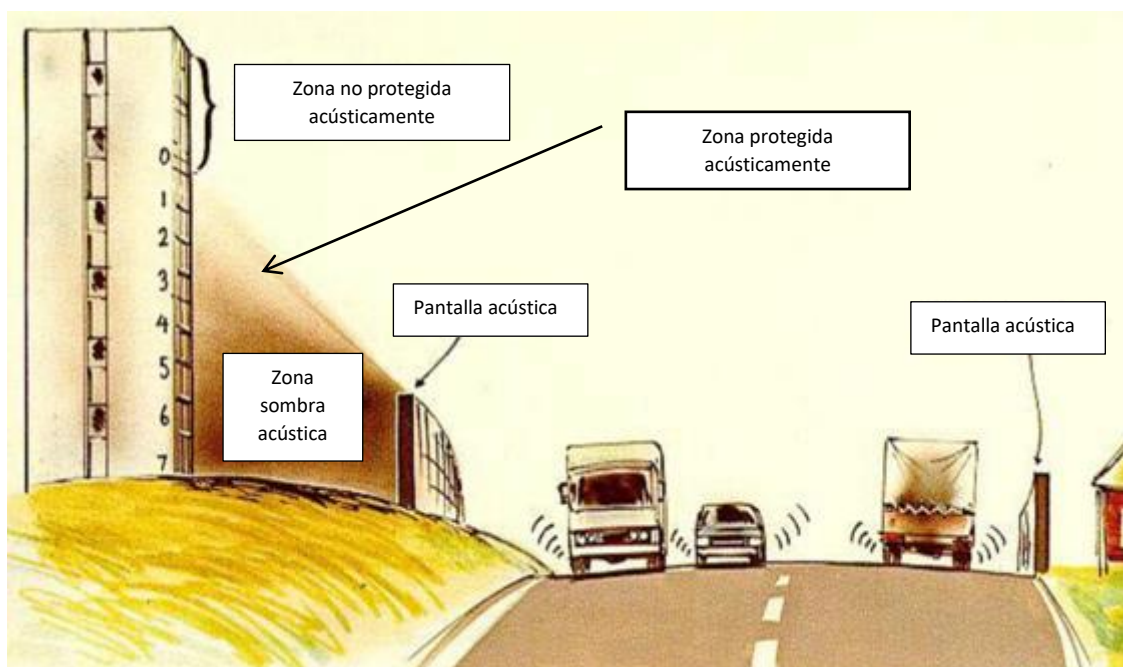 Zona no protegida
acústicamente
Zona protegida
acústicamente
0
1
2
3
4
5
6
7
Pantalla acústica
Pantalla acústica
Zona
sombra
acústica